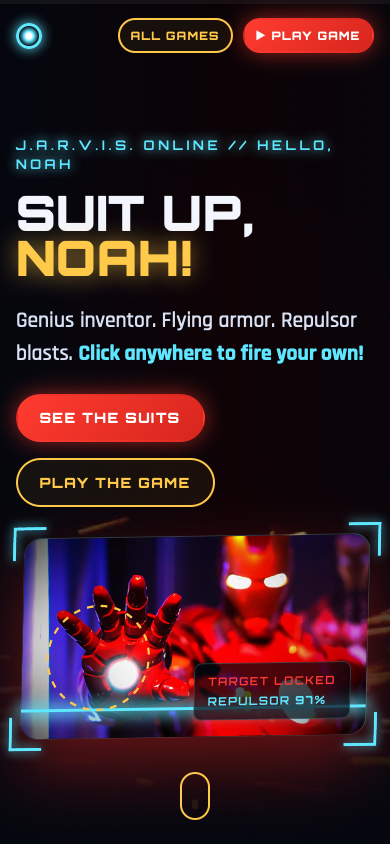 ALL GAMES
▶ PLAY GAME
J.A.R.V.I.S. ONLINE // HELLO,
NOAH
SUIT UP,
NOAH!
Genius inventor. Flying armor. Repulsor
blasts. Click anywhere to fire your own!
SEE THE SUITS
PLAY THE GAME
TARGET LOCKED
REPULSOR 97%